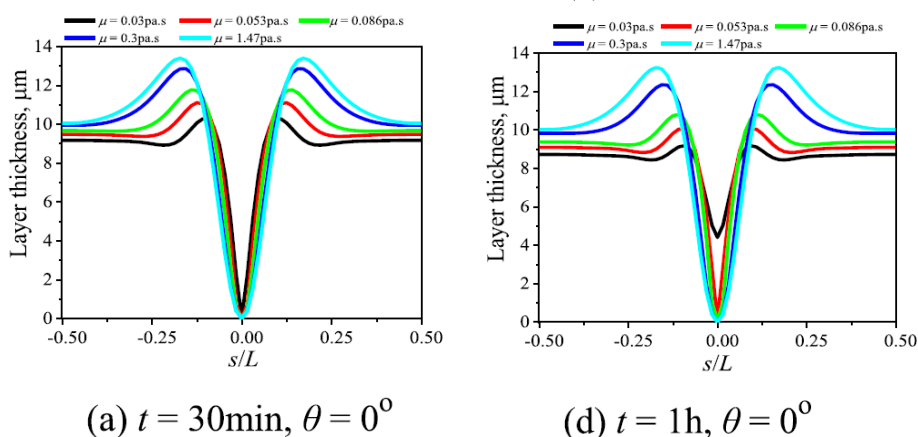 μ = 0.03pa.s μ = 0.053pa.s μ = 0.086pa.s
μ = 0.3pa.s μ = 1.47pa.s
14
12
10
8
6
4
2
0
Layer thickness, μm
-0.50 -0.25 0.00 0.25 0.50
s/L
(a) t = 30min, θ = 0°
μ = 0.03pa.s μ = 0.053pa.s μ = 0.086pa.s
μ = 0.3pa.s μ = 1.47pa.s
14
12
10
8
6
4
2
0
Layer thickness, μm
-0.50 -0.25 0.00 0.25 0.50
s/L
(d) t = 1h, θ = 0°